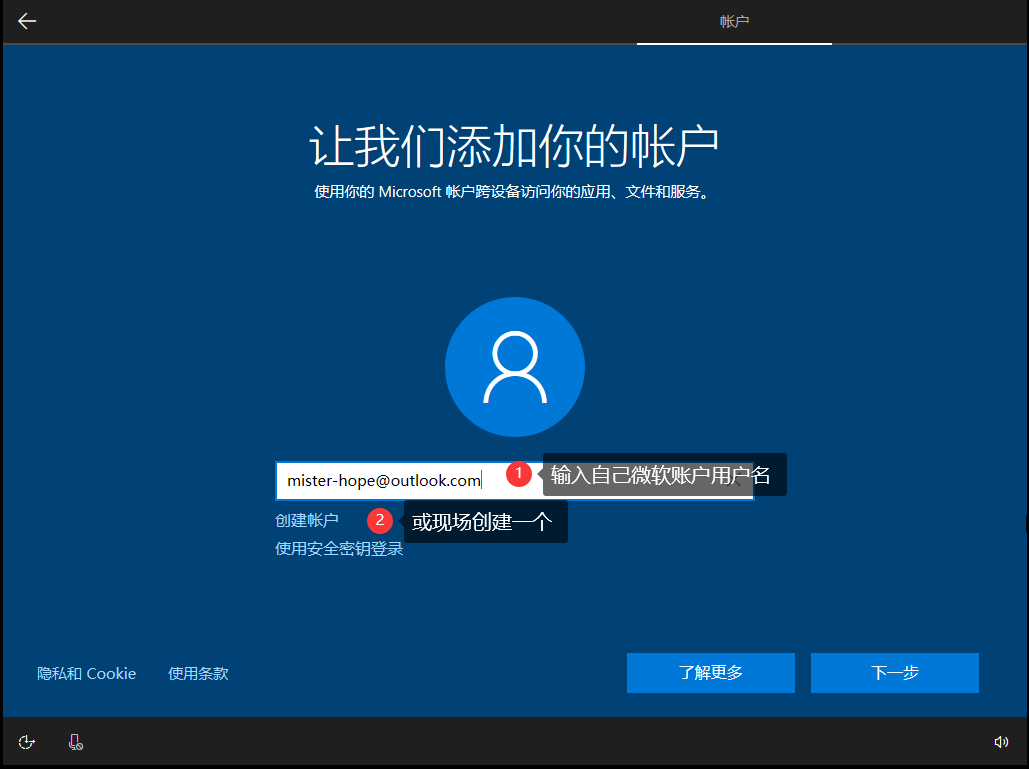 帐户
让我们添加你的帐户
使用你的 Microsoft 帐户跨设备访问你的应用、文件和服务。
mister-hope@outlook.com
1
输入自己微软账户用户名
创建帐户
2
或现场创建一个
使用安全密钥登录
隐私和 Cookie
使用条款
了解更多
下一步